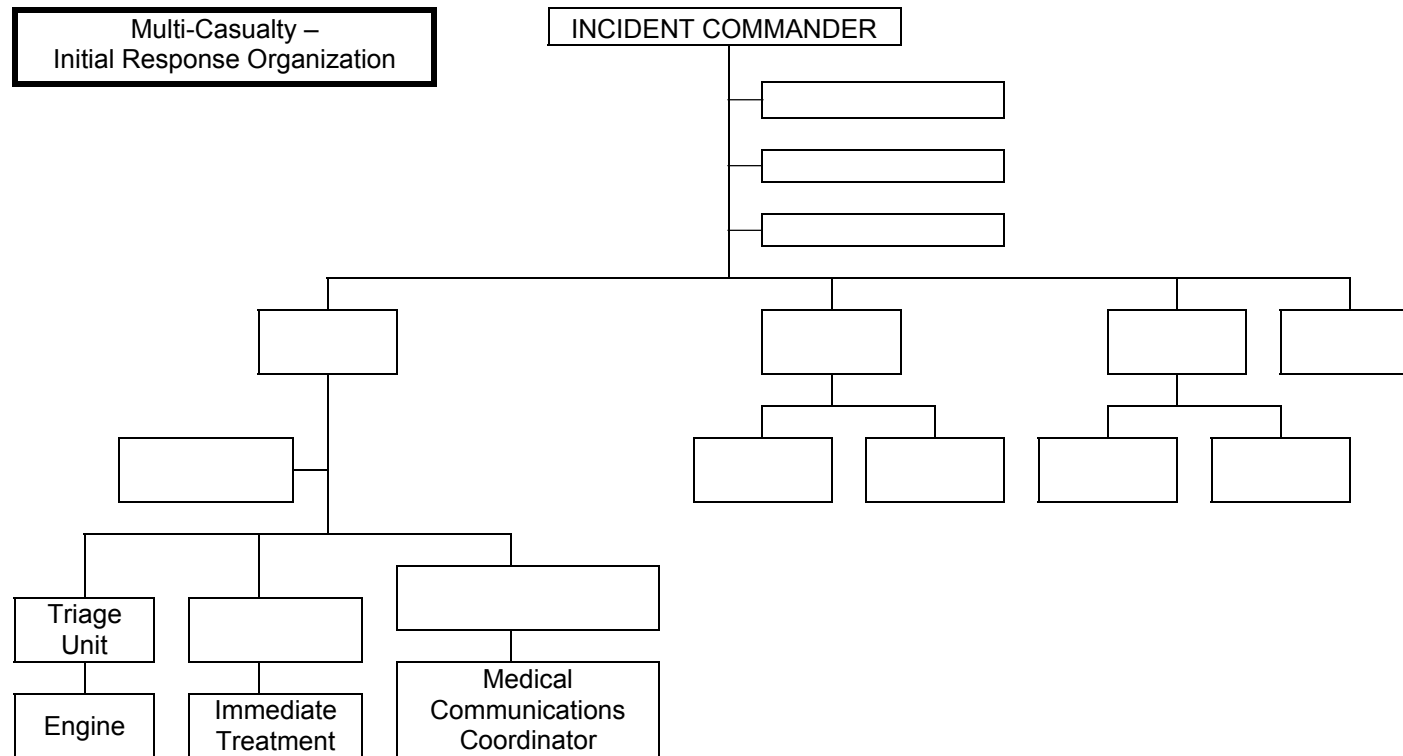 Multi-Casualty –
Initial Response Organization
INCIDENT COMMANDER
Triage
Unit
Engine
Immediate
Treatment
Medical
Communications
Coordinator